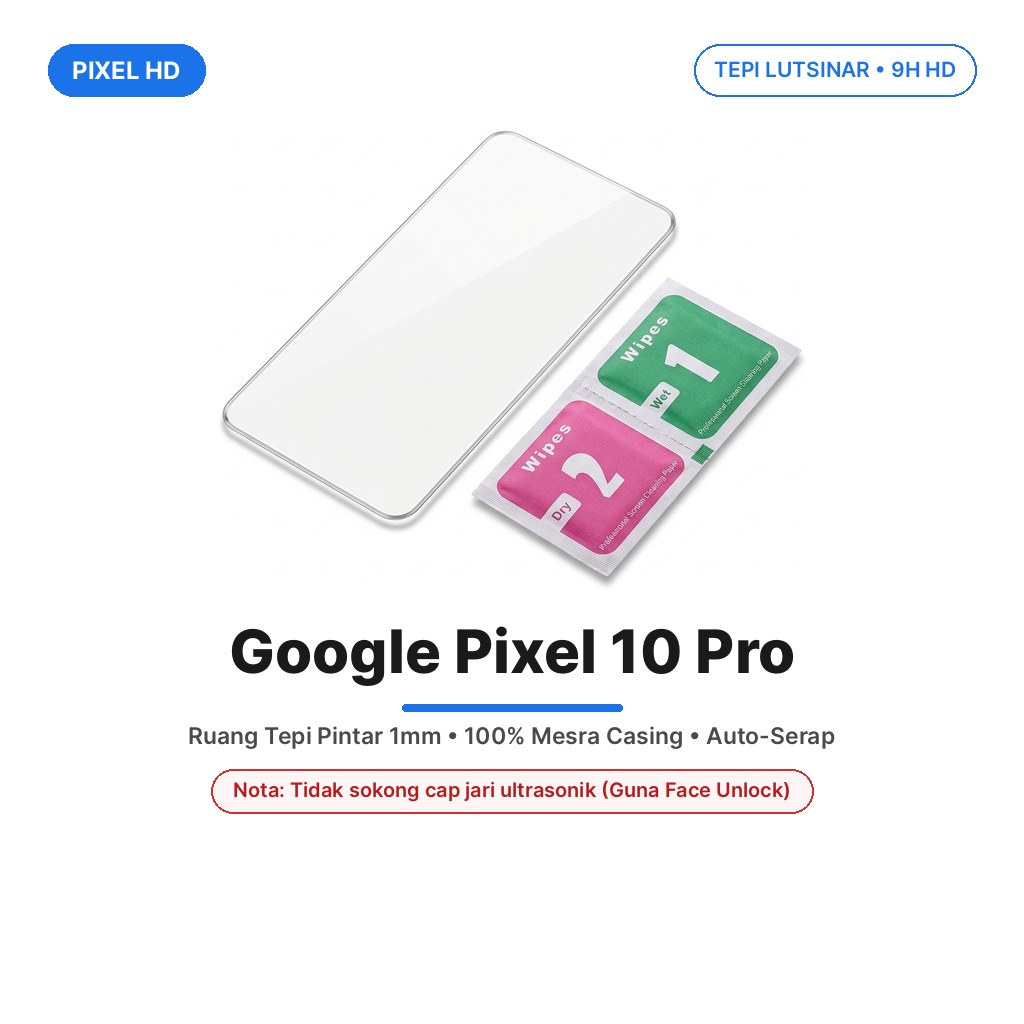 PIXEL HD
TEPI LUTSINAR • 9H HD
Wipes
1
Wet
Professional Screen Cleaning Paper
Wipes
2
Dry
Professional Screen Cleaning Paper
Google Pixel 10 Pro
Ruang Tepi Pintar 1mm • 100% Mesra Casing • Auto-Serap
Nota: Tidak sokong cap jari ultrasonik (Guna Face Unlock)